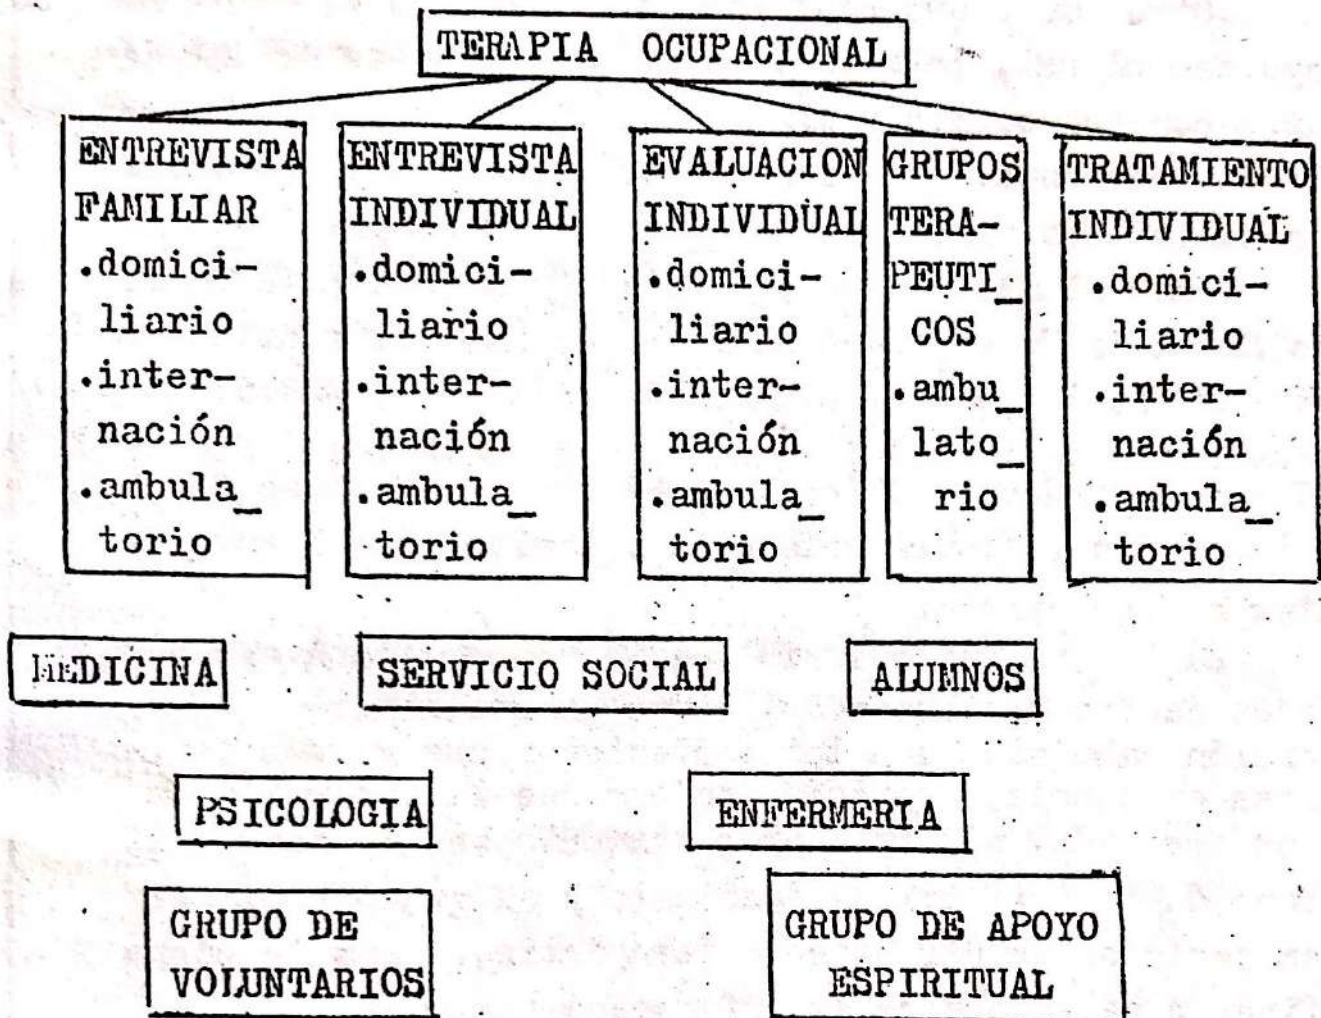 TERAPIA OCUPACIONAL
ENTREVISTA
FAMILIAR
.domici-
liario
.inter-
nación
.ambula_
torio
ENTREVISTA
INDIVIDUAL
.domici-
liario
.inter-
nación
.ambula_
torio
EVALUACION
INDIVIDUAL
.domici-
liario
.inter-
nación
.ambula_
torio
GRUPOS
TERA-
PEUTI_
COS
.ambu_
lato_
rio
TRATAMIENTO
INDIVIDUAL
.domici-
liario
.inter-
nación
.ambula_
torio
MEDICINA
SERVICIO SOCIAL
ALUMNOS
PSICOLOGIA
ENFERMERIA
GRUPO DE
VOLUNTARIOS
GRUPO DE APOYO
ESPIRITUAL